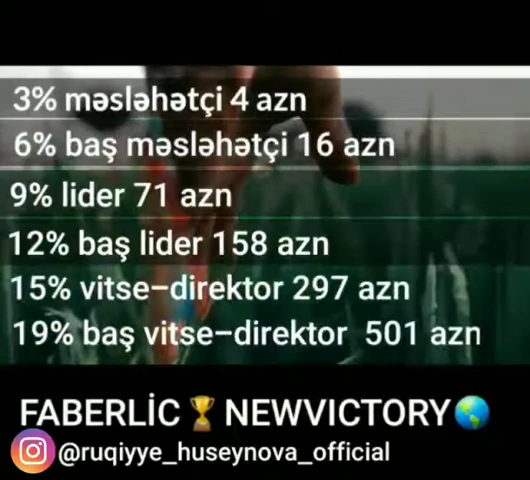 3% məsləhətçi 4 azn
6% baş məsləhətçi 16 azn
9% lider 71 azn
12% baş lider 158 azn
15% vitse-direktor 297 azn
19% baş vitse-direktor 501 azn
FABERLİC🏆NEWVICTORY🌎
@ruqiyye_huseynova_official